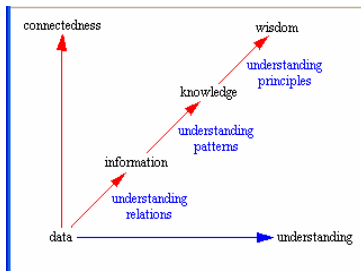 connectedness
wisdom
understanding
principles
knowledge
understanding
patterns
information
understanding
relations
data
understanding